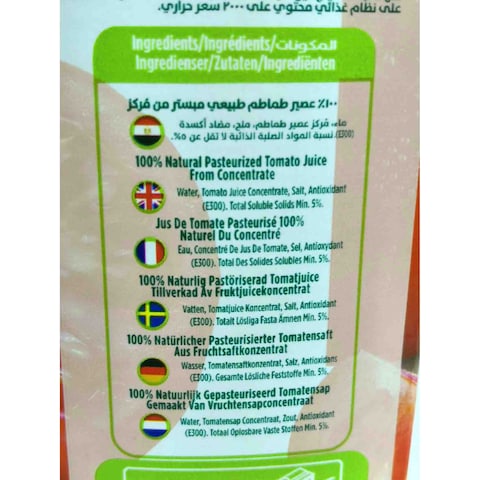 على نظام غذائي محتوي على ٢٠٠٠ سعر حراري.
Ingredients/Ingrédients/المكونات
Ingredienser/Zutaten/Ingrediënten
١٠٠٪ عصير طماطم طبيعي مبستر من مُركز
ماء، مُركز عصير طماطم، ملح، مضاد أكسدة
(E300). نسبة المواد الصلبة الذائبة لا تقل عن ٥%.
100% Natural Pasteurized Tomato Juice
From Concentrate
Water, Tomato Juice Concentrate, Salt, Antioxidant
(E300). Total Soluble Solids Min. 5%.
Jus De Tomate Pasteurisé 100%
Naturel Du Concentré
Eau, Concentré De Jus De Tomate, Sel, Antioxydant
(E300). Total Des Solides Solubles Min. 5%.
100% Naturlig Pastöriserad Tomatjuice
Tillverkad Av Fruktjuicekoncentrat
Vatten, Tomatjuice Koncentrat, Salt, Antioxidant
(E300). Totalt Lösliga Fasta Ämnen Min. 5%.
100% Natürlicher Pasteurisierter Tomatensaft
Aus Fruchtsaftkonzentrat
Wasser, Tomatensaftkonzentrat, Salz, Antioxidans
(E300). Gesamte Lösliche Feststoffe Min. 5%.
100% Natuurlijk Gepasteuriseerd Tomatensap
Gemaakt Van Vruchtensapconcentraat
Water, Tomatensap Concentraat, Zout, Antioxidant
(E300). Totaal Oplosbare Vaste Stoffen Min. 5%.